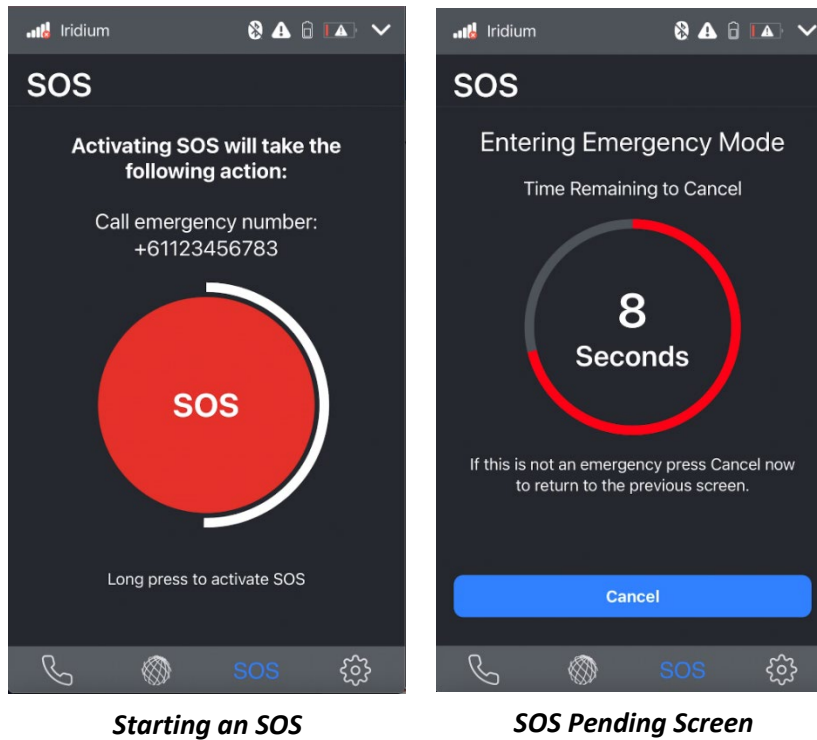 Iridium
SOS
Activating SOS will take the
following action:
Call emergency number:
+61123456783
SOS
Long press to activate SOS
SOS
Starting an SOS
Iridium
SOS
Entering Emergency Mode
Time Remaining to Cancel
8
Seconds
If this is not an emergency press Cancel now
to return to the previous screen.
Cancel
SOS
SOS Pending Screen